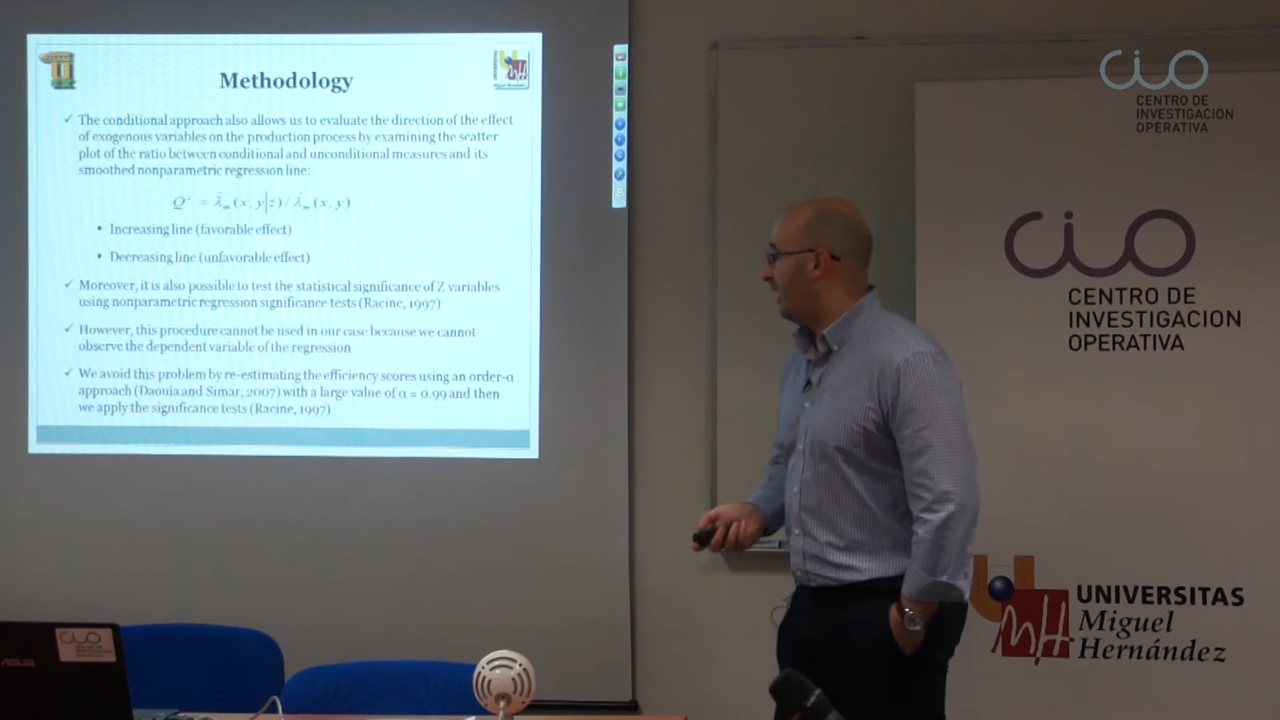 Methodology
✓ The conditional approach also allows us to evaluate the direction of the effect
of exogenous variables on the production process by examining the scatter
plot of the ratio between conditional and unconditional measures and its
smoothed nonparametric regression line:
▪ Increasing line (favorable effect)
▪ Decreasing line (unfavorable effect)
✓ Moreover, it is also possible to test the statistical significance of Z variables
using nonparametric regression significance tests (Racine, 1997)
✓ However, this procedure cannot be used in our case because we cannot
observe the dependent variable of the regression
✓ We avoid this problem by re-estimating the efficiency scores using an order-α
approach (Daouia and Simar, 2007) with a large value of α = 0.99 and then
we apply the significance tests (Racine, 1997)
CIO
CENTRO DE
INVESTIGACION
OPERATIVA
CIO
CENTRO DE
INVESTIGACION
OPERATIVA
UNIVERSITAS
Miguel
Hernández
ASUS
CIO